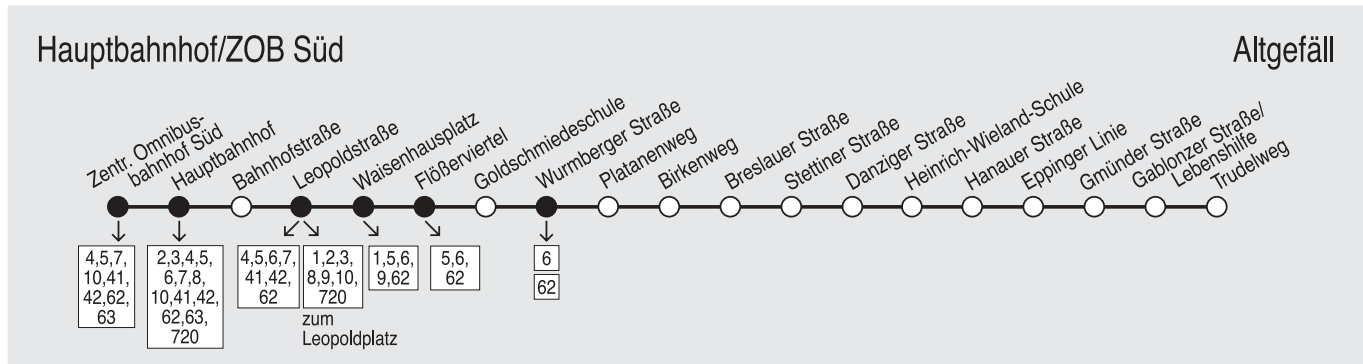 Hauptbahnhof/ZOB Süd
Altgefäll
Zentr. Omnibus-
bahnhof Süd
Hauptbahnhof
Bahnhofstraße
Leopoldstraße
Waisenhausplatz
Flößerviertel
Goldschmiedeschule
Wurmberger Straße
Platanenweg
Birkenweg
Breslauer Straße
Stettiner Straße
Danziger Straße
Heinrich-Wieland-Schule
Hanauer Straße
Eppinger Linie
Gmünder Straße
Gablonzer Straße/
Lebenshilfe
Trudelweg
4,5,7,
10,41,
42,62,
63
2,3,4,5,
6,7,8,
10,41,42,
62,63,
720
4,5,6,7,
41,42,
62
1,2,3,
8,9,10,
720
zum
Leopoldplatz
1,5,6,
9,62
5,6,
62
6
62